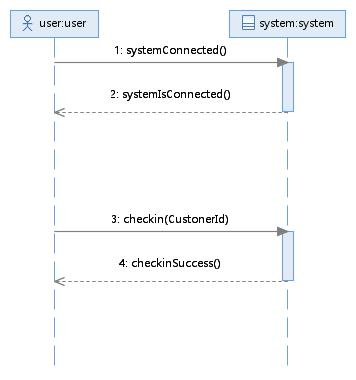 user:user
system:system
1: systemConnected()
2: systemIsConnected()
3: checkin(CustonerId)
4: checkinSuccess()